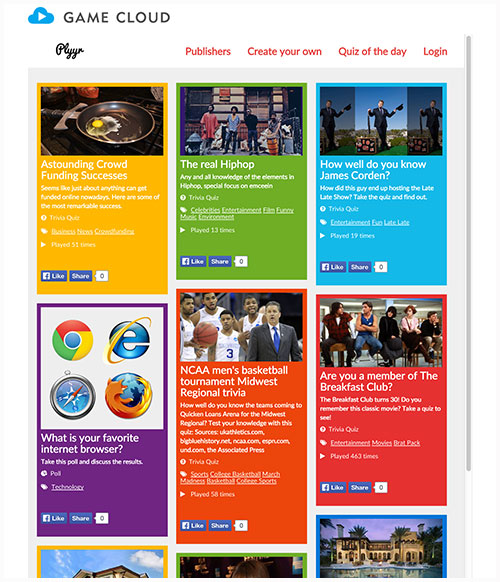 GAME CLOUD
Plyyr
Publishers Create your own Quiz of the day Login
Astounding Crowd
Funding Successes
Seems like just about anything can get
funded online nowadays. Here are some of
the most remarkable success.
Trivia Quiz
Business News Crowdfunding
Played 51 times
Like Share 0
What is your favorite
internet browser?
Take this poll and discuss the results.
Poll
Technology
Like Share 0
The real Hiphop
Any and all knowledge of the elements in
Hiphop, special focus on emceein
Trivia Quiz
Celebrities Entertainment Film Funny
Music Environment
Played 13 times
Like Share 0
3
NCAA men's basketball
tournament Midwest
Regional trivia
How well do you know the teams coming to
Quicken Loans Arena for the Midwest
Regional? Test your knowledge with this
quiz: Sources: ukathletics.com,
bigbluehistory.net, ncaa.com, espn.com,
und.com, the Associated Press
Trivia Quiz
Sports College Basketball March
Madness Basketball College Sports
Played 58 times
Like Share 0
How well do you know
James Corden?
How did this guy end up hosting the Late
Late Show? Take the quiz and find out.
Trivia Quiz
Entertainment Fun Late Late
Played 19 times
Like Share 0
Are you a member of The
Breakfast Club?
The Breakfast Club turns 30! Do you
remember this classic movie? Take a quiz to
see!
Trivia Quiz
Entertainment Movies Brat Pack
Played 463 times
Like Share 0